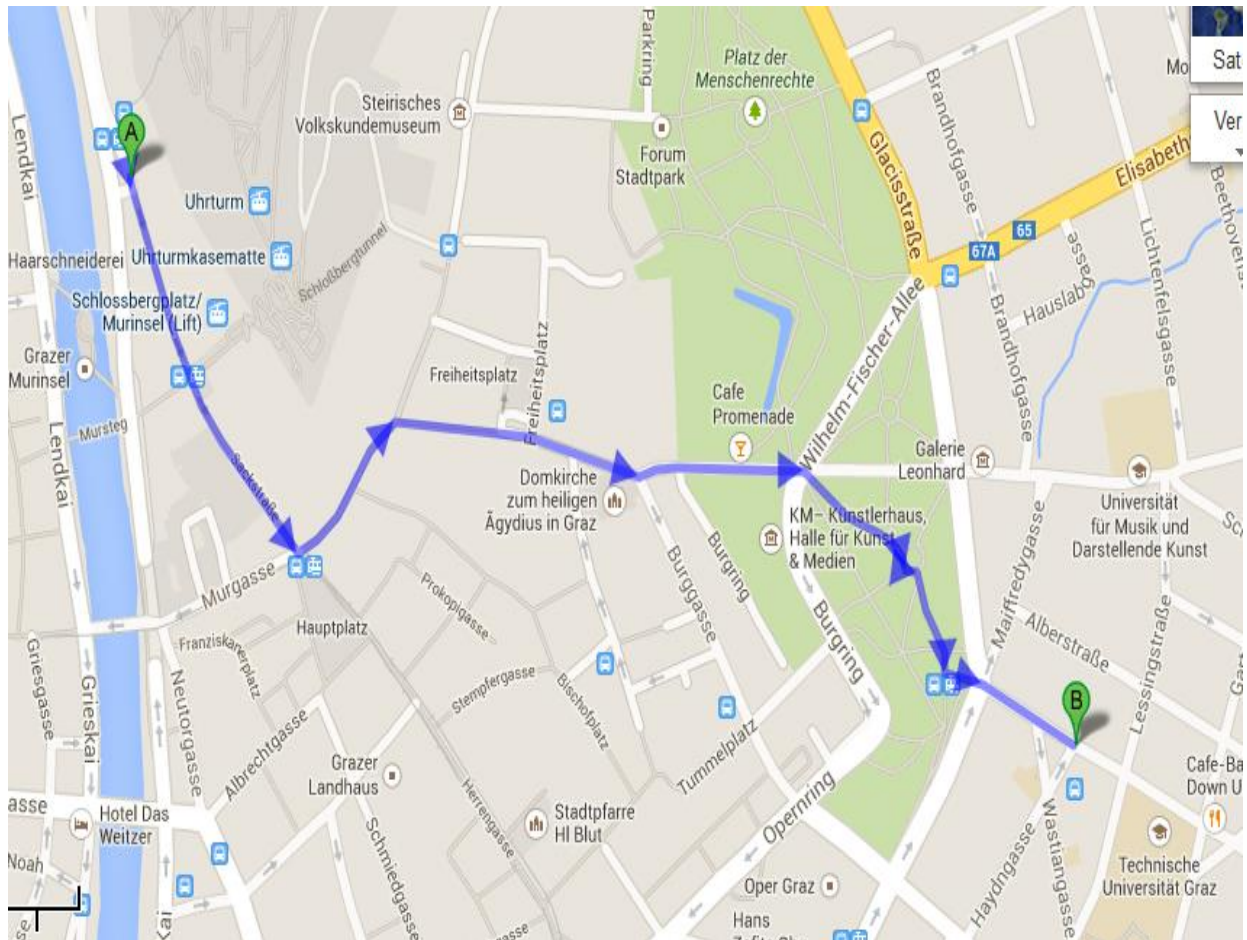 Parkring
Platz der
Menschenrechte
Mo
Sat
Brandhofgasse
Steirisches
Volkskundemuseum
Lendkai
A
Ver
Forum
Stadtpark
Glacisstraße
Elisabeth
Uhrturm
65
67A
Beethovenst
Lichtenfelsgasse
Haarschneiderei
Uhrturmkasematte
Schloßbergtunnel
Schlossbergplatz/
Murinsel (Lift)
Hauslabg
asse
Brandhofgasse
Wilhelm-Fischer-Allee
Grazer
Murinsel
Freiheitsplatz
Freiheitsplatz
Cafe
Promenade
Mursteg
Lendkai
Sackstraße
Galerie
Leonhard
Domkirche
zum heiligen
Ägydius in Graz
KM– Künstlerhaus,
Halle für Kunst
& Medien
Universität
für Musik und
Darstellende Kunst
Burgring
Burggasse
Maiffredygasse
Murgasse
Prokopigasse
Hauptplatz
Franziskanerplatz
Alberstraße
Lessingstraße
Burgring
Griesgasse
Grieskai
Neutorgasse
Stempfergasse
Bischofplatz
B
Albrechtgasse
Tummelplatz
Grazer
Landhaus
Cafe-Ba
Down U
Herrengasse
Schmiedgasse
Opernring
asse
Hotel Das
Weitzer
Stadtpfarre
Hl Blut
Wastiangasse
Haydngasse
Noah
Technische
Universität Graz
Oper Graz
Hans